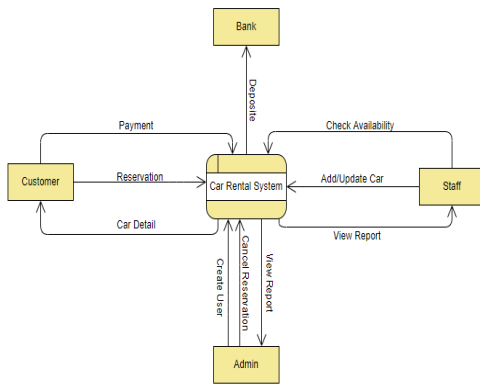 Bank
Deposite
Payment
Check Availability
Customer
Reservation
Car Rental System
Add/Update Car
Staff
Car Detail
View Report
Create User
Cancel Reservation
View Report
Admin